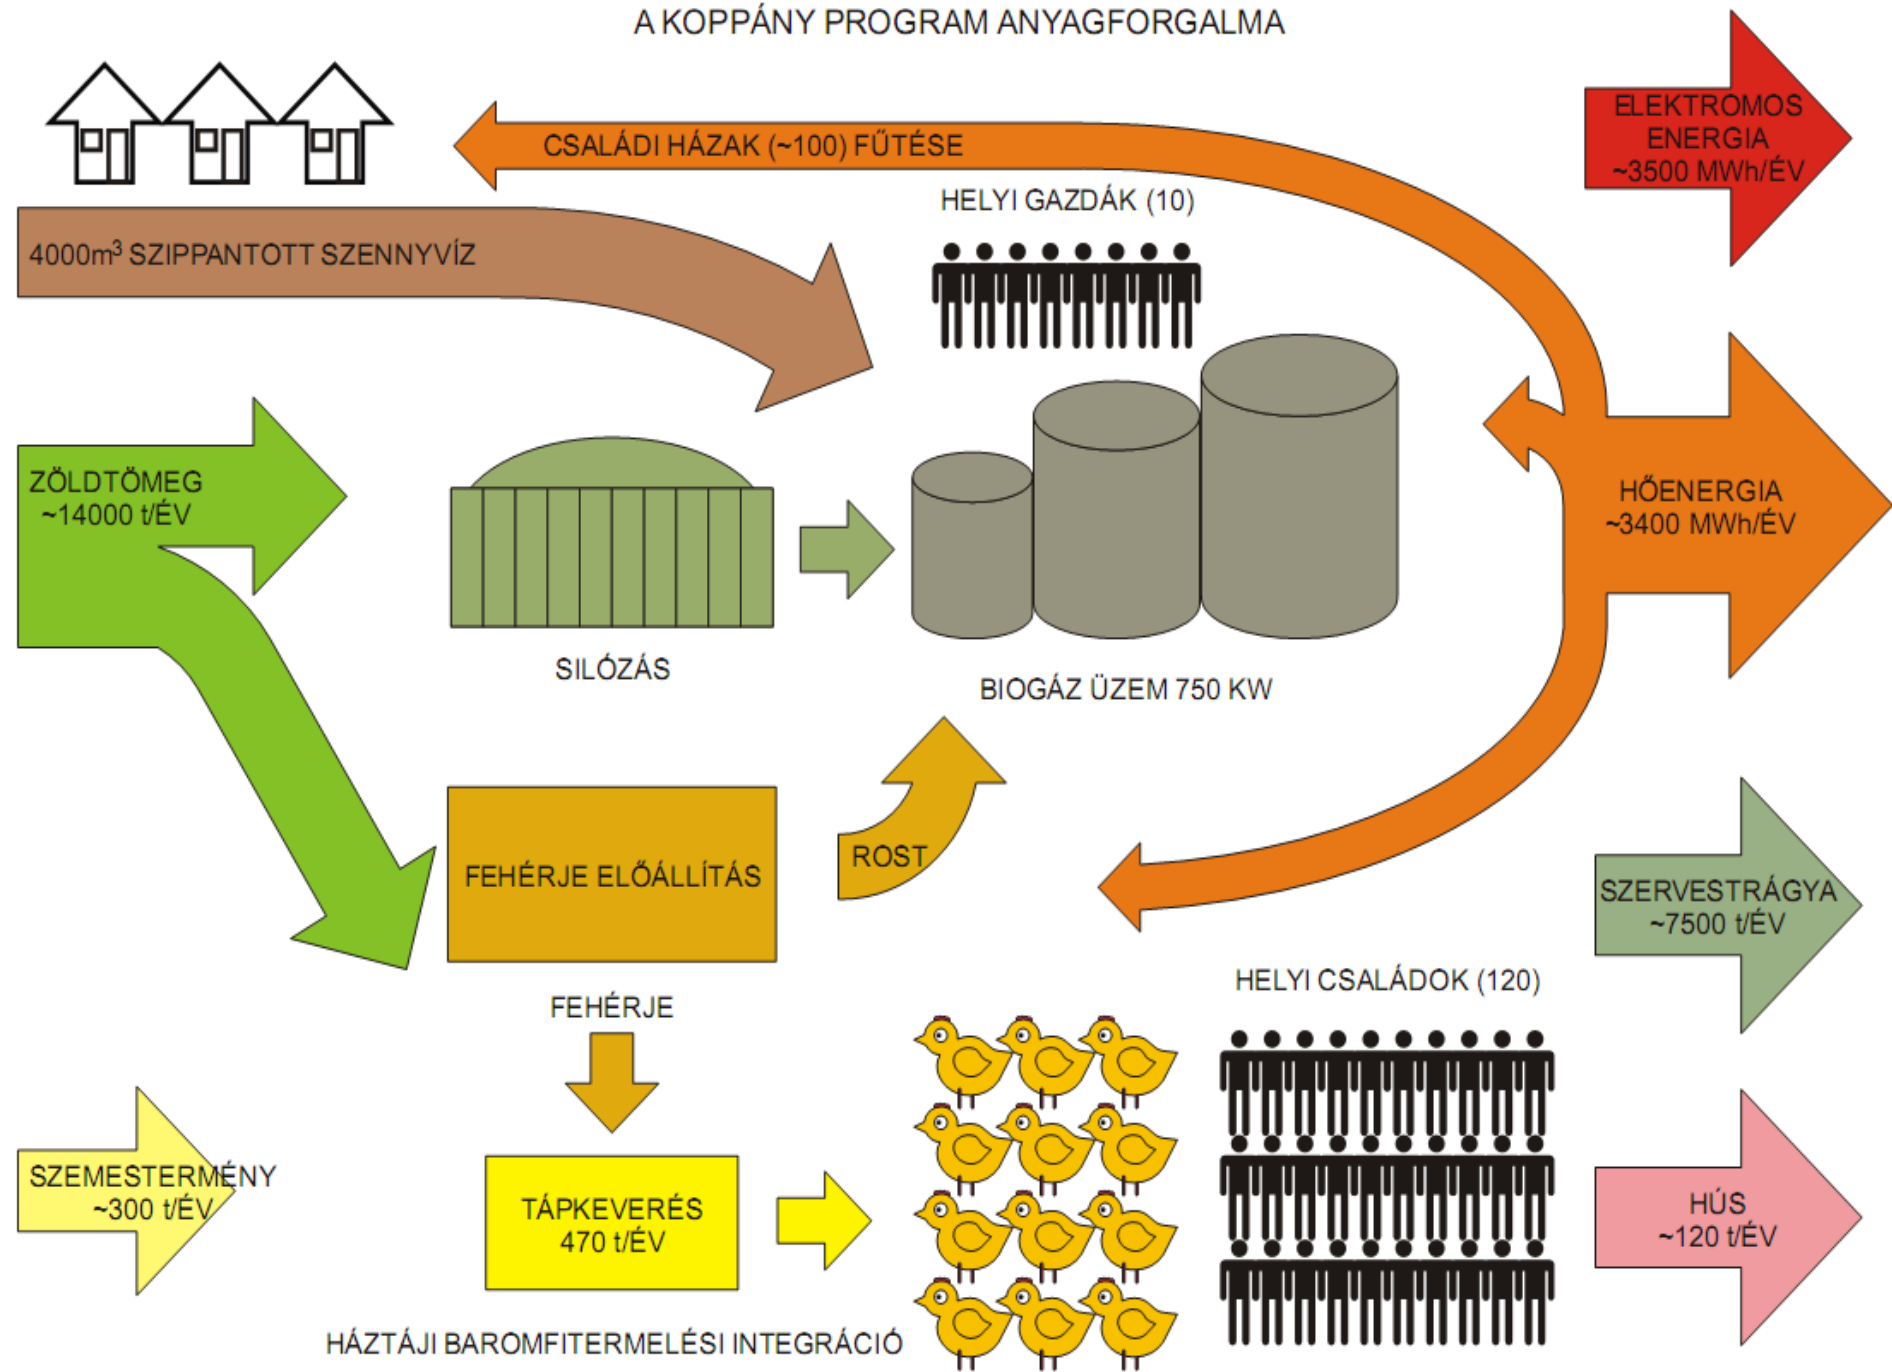 A KOPPÁNY PROGRAM ANYAGFORGALMA
ELEKTROMOS
ENERGIA
~3500 MWh/ÉV
CSALÁDI HÁZAK (~100) FŰTÉSE
HELYI GAZDÁK (10)
4000m³ SZIPPANTOTT SZENNYVÍZ
ZÖLDTÖMEG
~14000 t/ÉV
HŐENERGIA
~3400 MWh/ÉV
SILÓZÁS
BIOGÁZ ÜZEM 750 KW
FEHÉRJE ELŐÁLLÍTÁS
ROST
SZERVESTRÁGYA
~7500 t/ÉV
HELYI CSALÁDOK (120)
FEHÉRJE
SZEMESTERMÉNY
~300 t/ÉV
TÁPKEVERÉS
470 t/ÉV
HÚS
~120 t/ÉV
HÁZTÁJI BAROMFITERMELÉSI INTEGRÁCIÓ